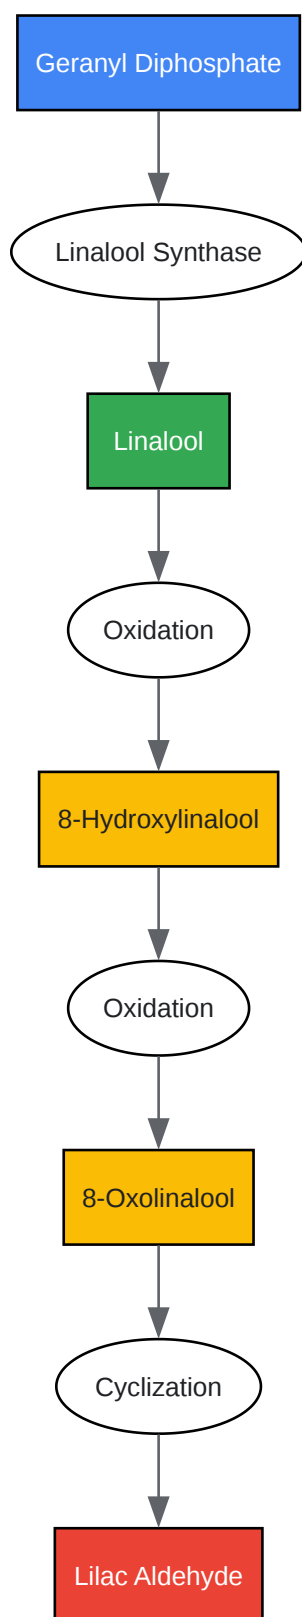 Geranyl Diphosphate
Linalool Synthase
Linalool
Oxidation
8-Hydroxylinalool
Oxidation
8-Oxolinalool
Cyclization
Lilac Aldehyde